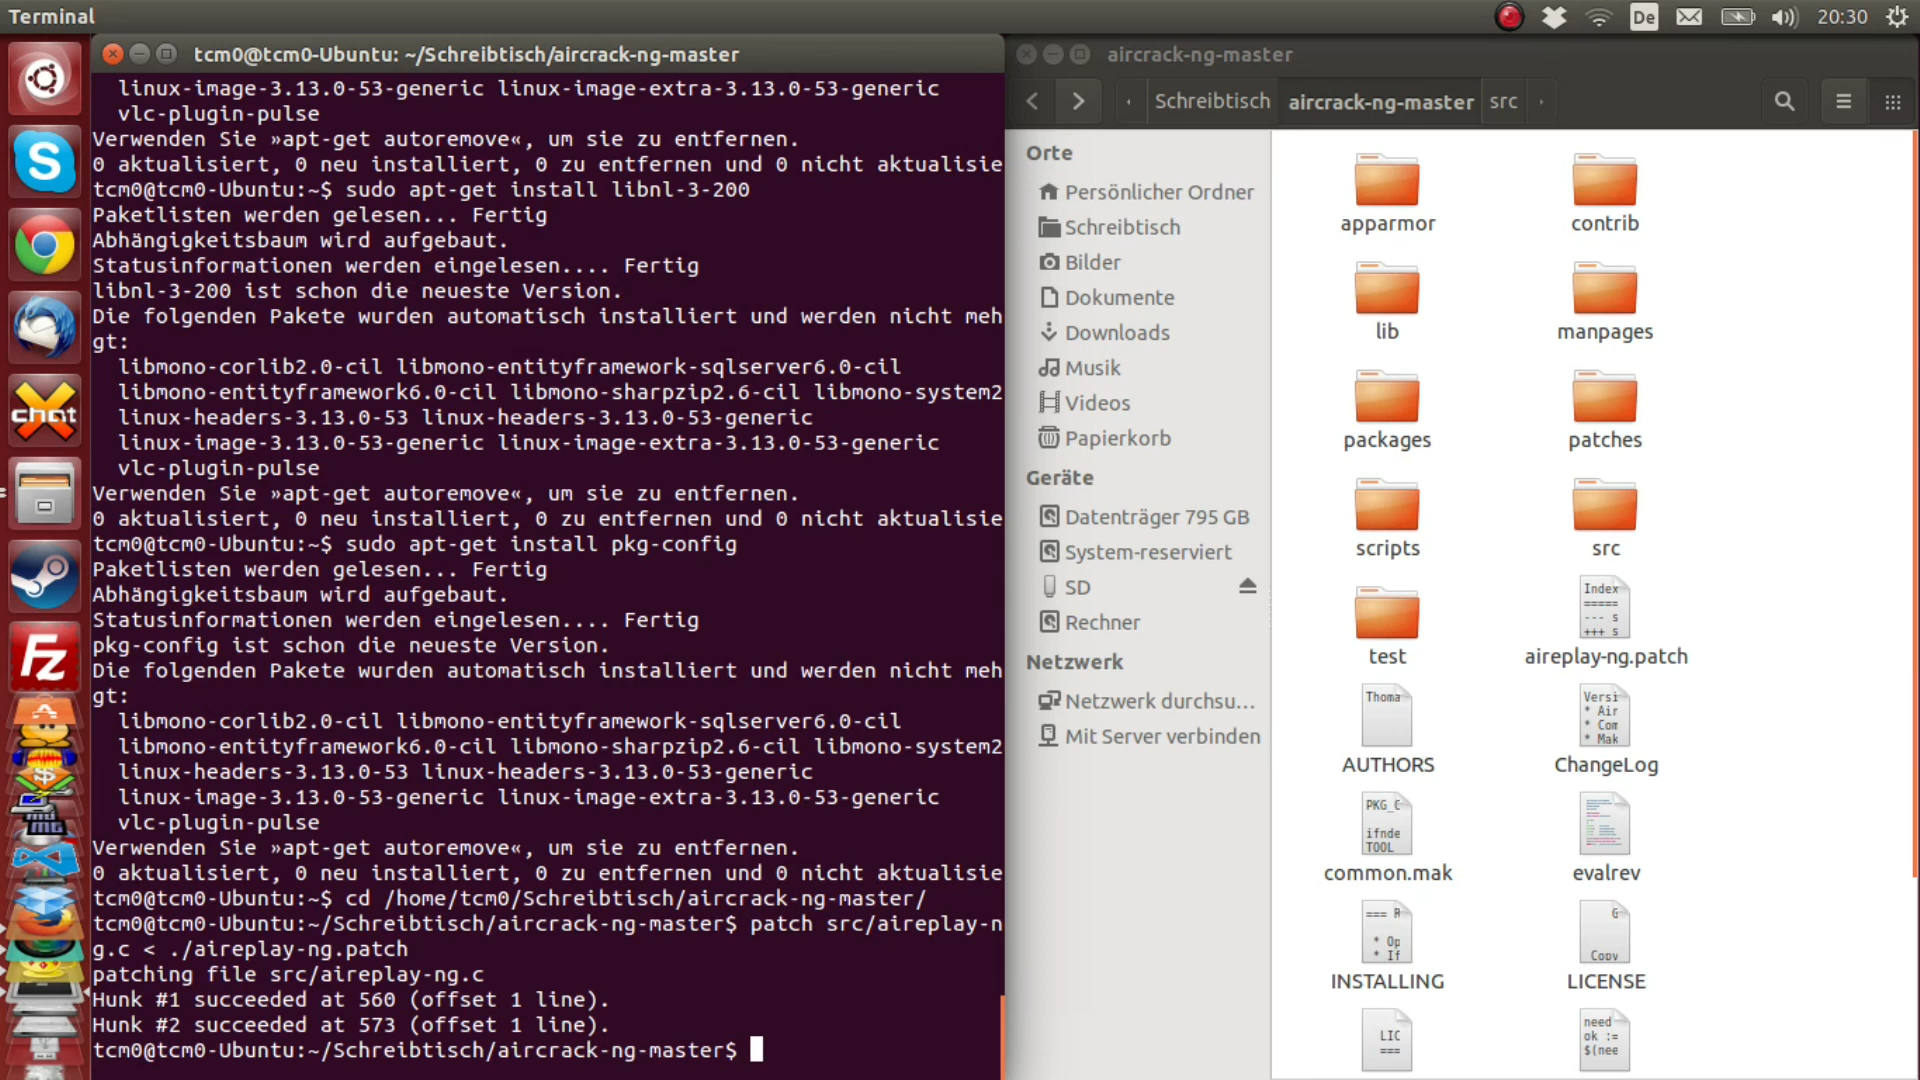 Terminal
De
20:30
tcm0@tcm0-Ubuntu: ~/Schreibtisch/aircrack-ng-master
linux-image-3.13.0-53-generic linux-image-extra-3.13.0-53-generic
vlc-plugin-pulse
Verwenden Sie »apt-get autoremove«, um sie zu entfernen.
0 aktualisiert, 0 neu installiert, 0 zu entfernen und 0 nicht aktualisie
tcm0@tcm0-Ubuntu:~$ sudo apt-get install libnl-3-200
Paketlisten werden gelesen... Fertig
Abhängigkeitsbaum wird aufgebaut.
Statusinformationen werden eingelesen.... Fertig
libnl-3-200 ist schon die neueste Version.
Die folgenden Pakete wurden automatisch installiert und werden nicht meh
gt:
libmono-corlib2.0-cil libmono-entityframework-sqlserver6.0-cil
libmono-entityframework6.0-cil libmono-sharpzip2.6-cil libmono-system2
linux-headers-3.13.0-53 linux-headers-3.13.0-53-generic
linux-image-3.13.0-53-generic linux-image-extra-3.13.0-53-generic
vlc-plugin-pulse
Verwenden Sie »apt-get autoremove«, um sie zu entfernen.
0 aktualisiert, 0 neu installiert, 0 zu entfernen und 0 nicht aktualisie
tcm0@tcm0-Ubuntu:~$ sudo apt-get install pkg-config
Paketlisten werden gelesen... Fertig
Abhängigkeitsbaum wird aufgebaut.
Statusinformationen werden eingelesen.... Fertig
pkg-config ist schon die neueste Version.
Die folgenden Pakete wurden automatisch installiert und werden nicht meh
gt:
libmono-corlib2.0-cil libmono-entityframework-sqlserver6.0-cil
libmono-entityframework6.0-cil libmono-sharpzip2.6-cil libmono-system2
linux-headers-3.13.0-53 linux-headers-3.13.0-53-generic
linux-image-3.13.0-53-generic linux-image-extra-3.13.0-53-generic
vlc-plugin-pulse
Verwenden Sie »apt-get autoremove«, um sie zu entfernen.
0 aktualisiert, 0 neu installiert, 0 zu entfernen und 0 nicht aktualisie
tcm0@tcm0-Ubuntu:~$ cd /home/tcm0/Schreibtisch/aircrack-ng-master/
tcm0@tcm0-Ubuntu:~/Schreibtisch/aircrack-ng-master$ patch src/aireplay-n
g.c < ./aireplay-ng.patch
patching file src/aireplay-ng.c
Hunk #1 succeeded at 560 (offset 1 line).
Hunk #2 succeeded at 573 (offset 1 line).
tcm0@tcm0-Ubuntu:~/Schreibtisch/aircrack-ng-master$
aircrack-ng-master
Schreibtisch
aircrack-ng-master
src
Orte
Persönlicher Ordner
Schreibtisch
Bilder
Dokumente
Downloads
Musik
Videos
Papierkorb
Geräte
Datenträger 795 GB
System-reserviert
SD
Rechner
Netzwerk
Netzwerk durchsu...
Mit Server verbinden
apparmor
contrib
lib
manpages
packages
patches
scripts
src
test
Index
=====
--- s
+++ s
aireplay-ng.patch
Thoma
AUTHORS
Versi
* Air
* Com
* Mak
ChangeLog
PKG_C
ifnde
TOOL
common.mak
evalrev
=== R
* Op
* If
INSTALLING
G
Copy
LICENSE
LIC
===
need
ok :=
$(nee
S
chat
Fz